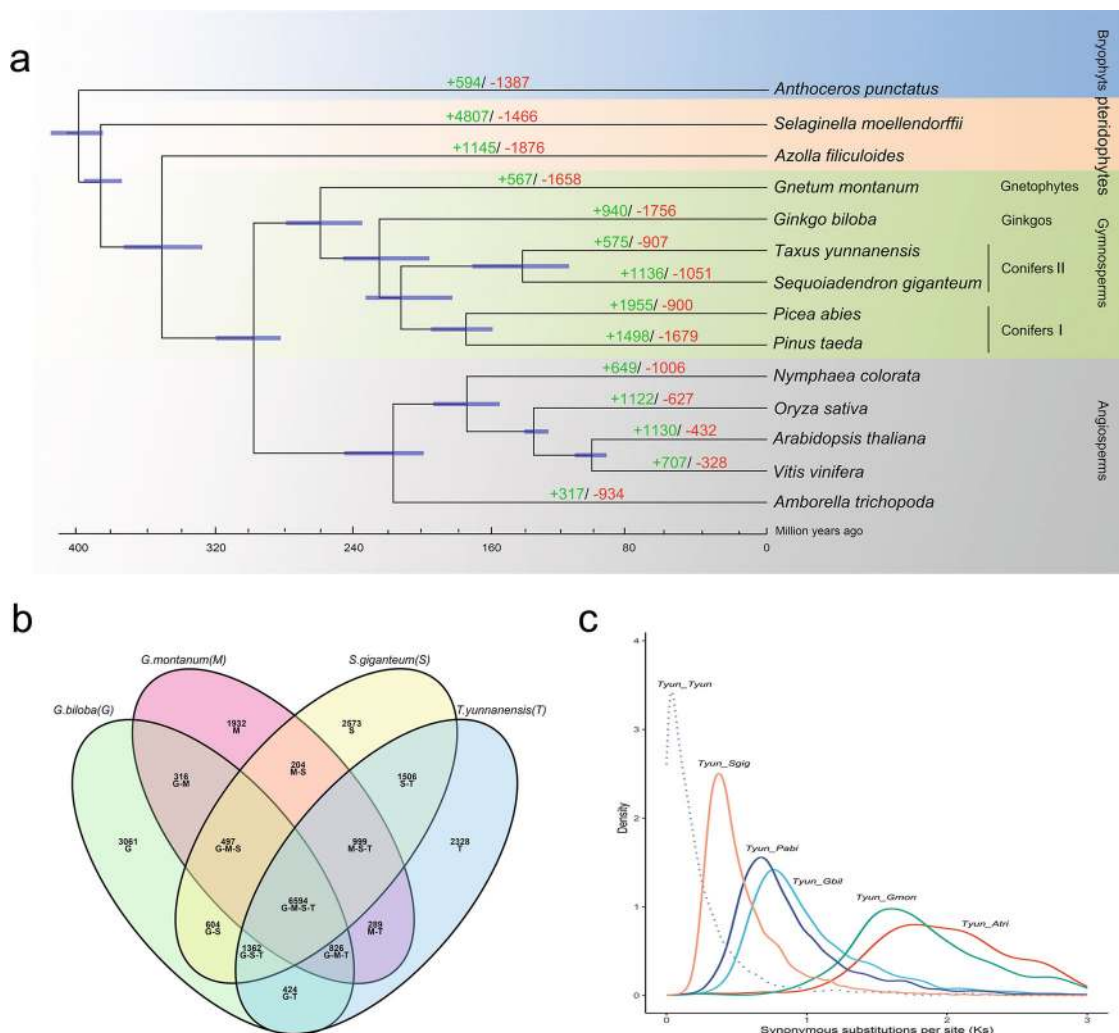 a
+594/ -1387
Anthoceros punctatus
Bryophyts
+4807/ -1466
Selaginella moellendorffii
pteridophytes
+1145/ -1876
Azolla filiculoides
+567/ -1658
Gnetum montanum
Gnetophytes
+940/ -1756
Ginkgo biloba
Ginkgos
Gymnosperms
+575/ -907
Taxus yunnanensis
Conifers II
+1136/ -1051
Sequoiadendron giganteum
+1955/ -900
Picea abies
Conifers I
+1498/ -1679
Pinus taeda
+649/ -1006
Nymphaea colorata
+1122/ -627
Oryza sativa
Angiosperms
+1130/ -432
Arabidopsis thaliana
+707/ -328
Vitis vinifera
+317/ -934
Amborella trichopoda
Million years ago
400 320 240 160 80 0
b
G.montanum(M) S.giganteum(S)
G.biloba(G) T.yunnanensis(T)
1932
M
2573
S
204
M-S
316
G-M
1506
S-T
3061
G
497
G-M-S
999
M-S-T
2328
T
6594
G-M-S-T
604
G-S
289
M-T
1362
G-S-T
826
G-M-T
424
G-T
c
4
3
2
1
0
Density
Tyun_Tyun
Tyun_Sgig
Tyun_Pabi
Tyun_Gbil
Tyun_Gmon
Tyun_Atri
0 1 2 3
Synonymous substitutions per site (Ks)